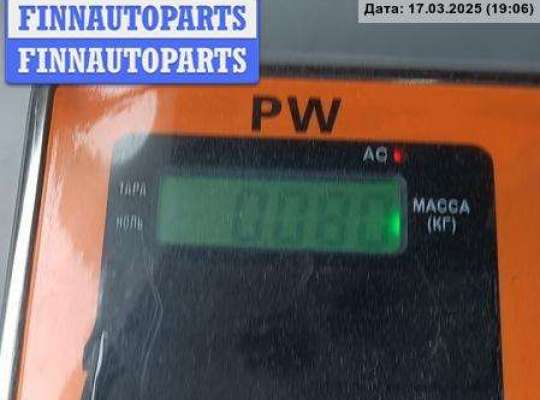 Дата: 17.03.2025 (19:06)
FINNAUTOPARTS
FINNAUTOPARTS
PW
AC
ТАРА
НОЛЬ
МАССА
(КГ)